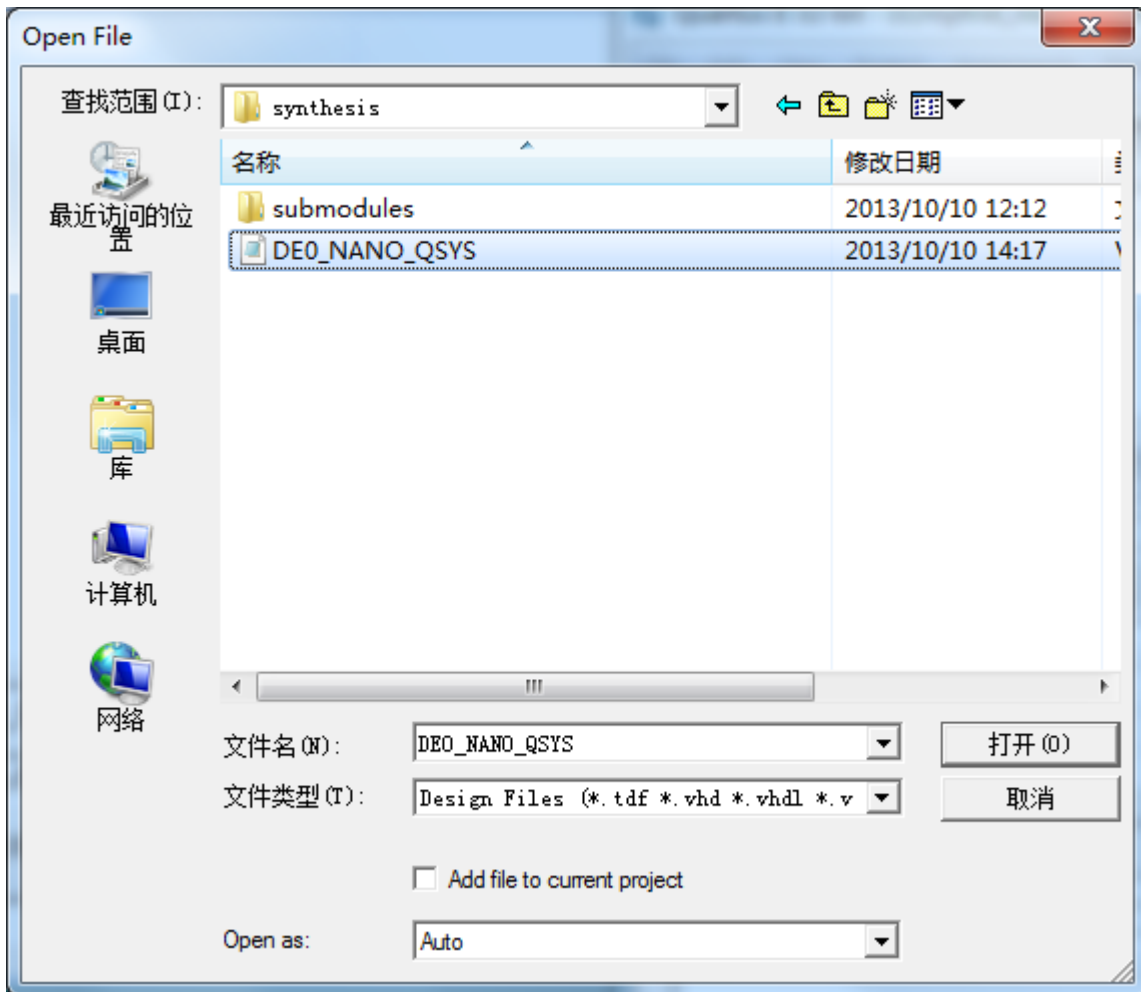 Open File
查找范围(I):
synthesis
名称
修改日期
submodules
2013/10/10 12:12
DE0_NANO_QSYS
2013/10/10 14:17
最近访问的位置
桌面
库
计算机
网络
文件名(N):
DE0_NANO_QSYS
打开(O)
文件类型(T):
Design Files (*.tdf *.vhd *.vhdl *.v
取消
Add file to current project
Open as:
Auto